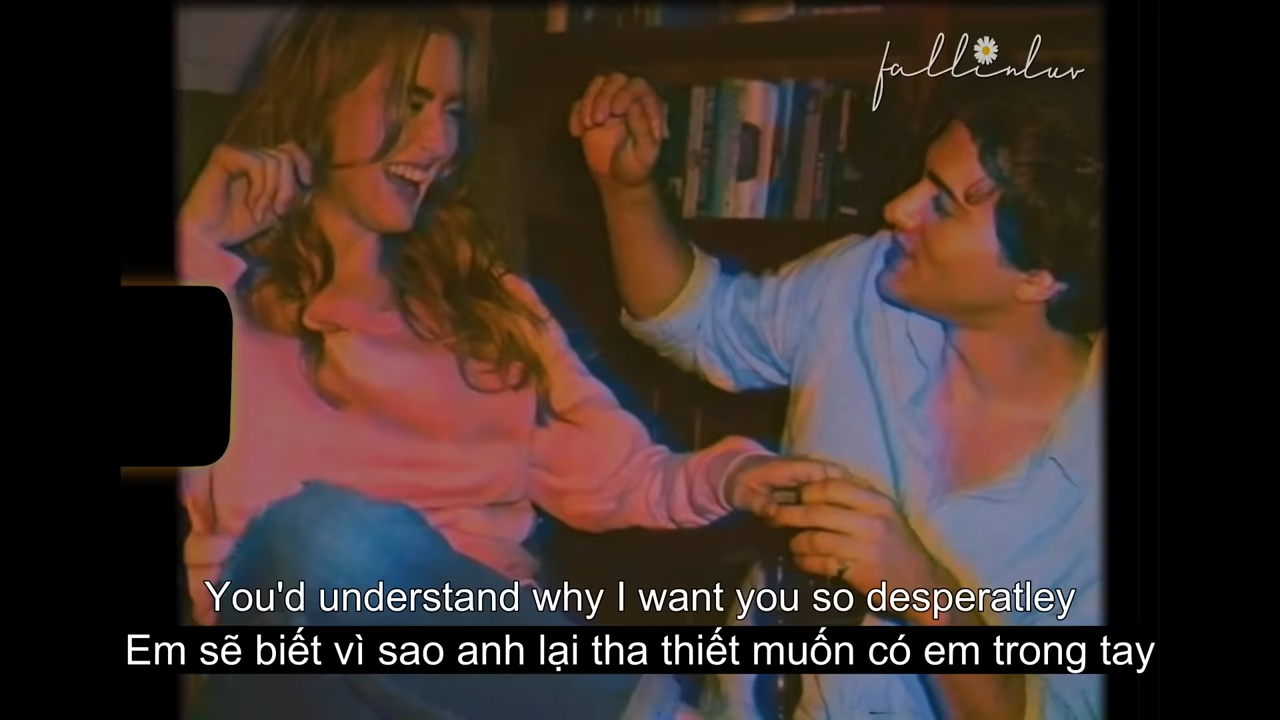 fallinluv
You'd understand why I want you so desperatley
Em sẽ biết vì sao anh lại tha thiết muốn có em trong tay